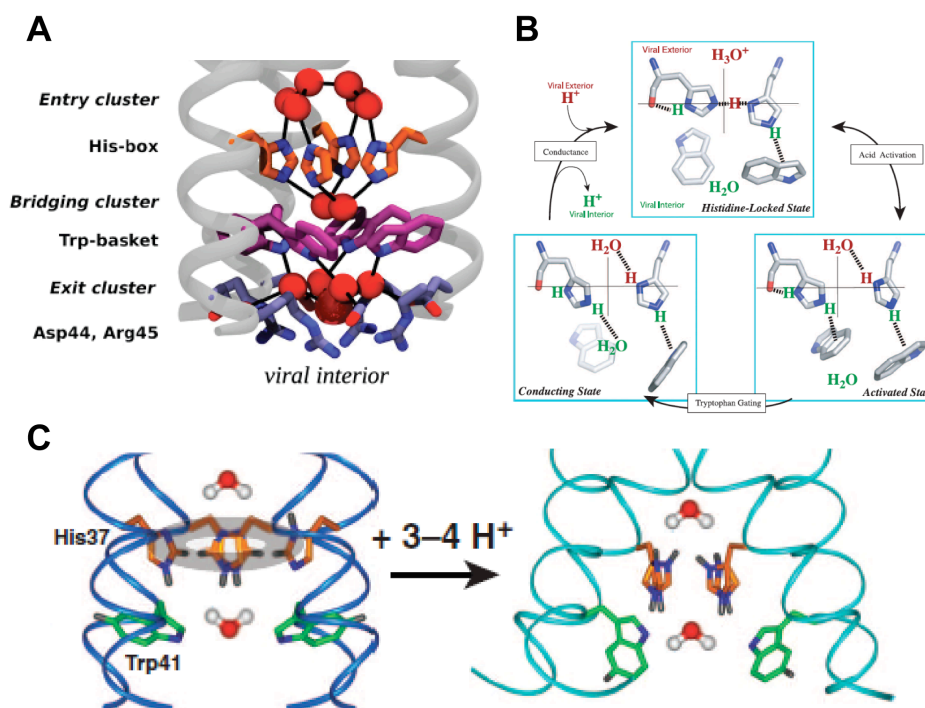 A
Entry cluster
His-box
Bridging cluster
Trp-basket
Exit cluster
Asp44, Arg45
viral interior
B
Viral Exterior
H3O+
H
H
H
H2O
Viral Interior
Histidine-Locked State
Viral Exterior
H+
Conductance
H+
Viral Interior
Acid Activation
H2O
H
H
H
H
H2O
Conducting State
H2O
H
H
H
H
H2O
Activated Sta
Tryptophan Gating
C
His37
Trp41
+ 3–4 H+